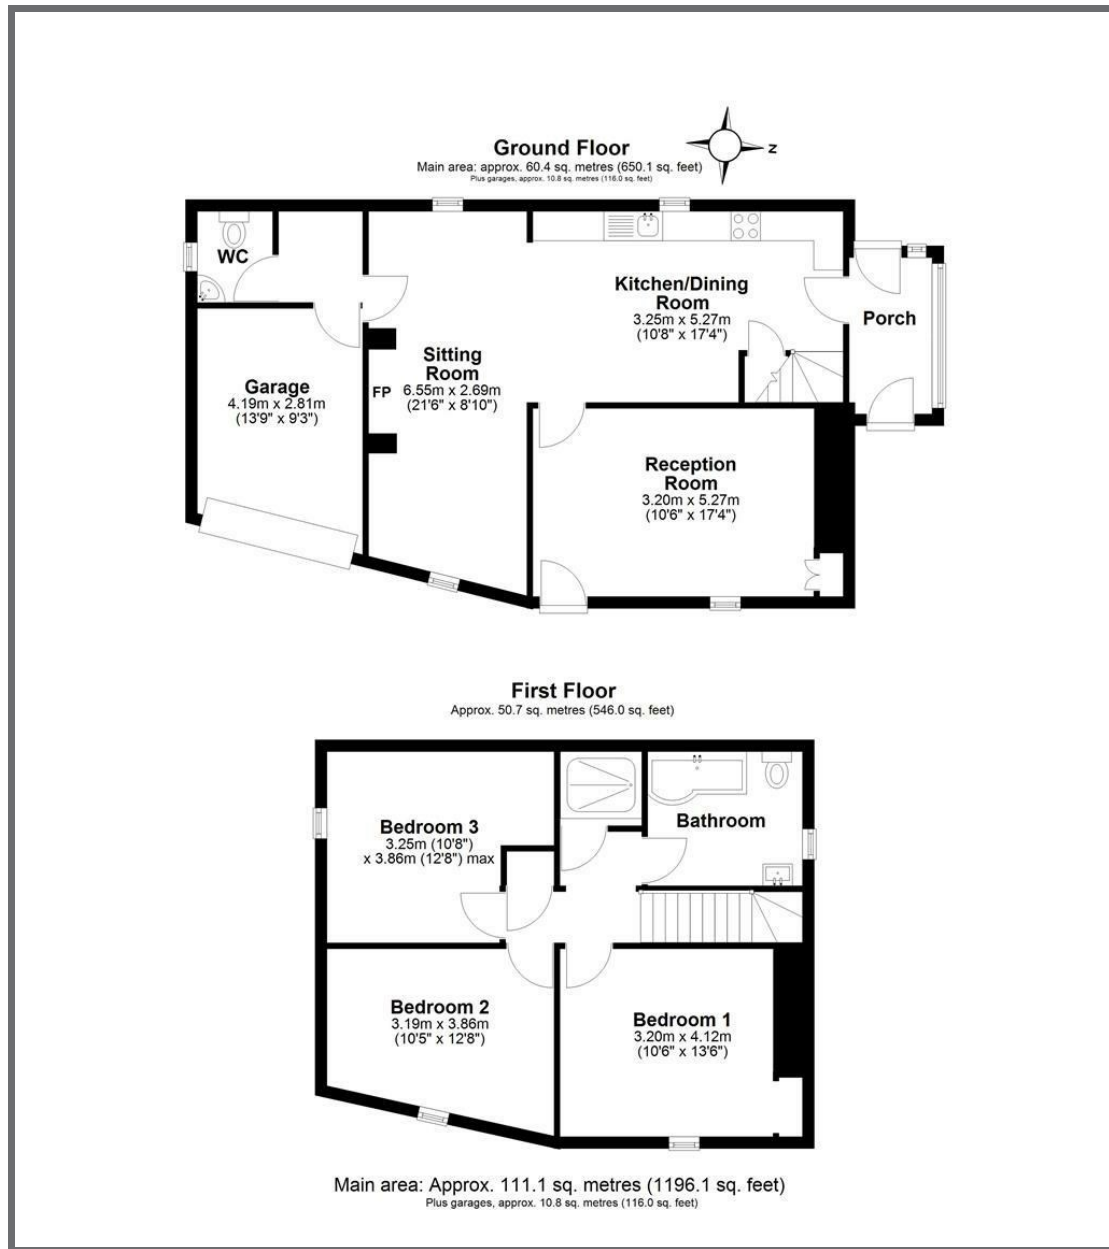 Ground Floor
Main area: approx. 60.4 sq. metres (650.1 sq. feet)
Plus garages, approx. 10.8 sq. metres (116.0 sq. feet)
Z
WC
Kitchen/Dining
Room
3.25m x 5.27m
(10'8" x 17'4")
Porch
Sitting
Room
6.55m x 2.69m
(21'6" x 8'10")
FP
Garage
4.19m x 2.81m
(13'9" x 9'3")
Reception
Room
3.20m x 5.27m
(10'6" x 17'4")
First Floor
Approx. 50.7 sq. metres (546.0 sq. feet)
Bedroom 3
3.25m (10'8")
x 3.86m (12'8") max
Bathroom
Bedroom 2
3.19m x 3.86m
(10'5" x 12'8")
Bedroom 1
3.20m x 4.12m
(10'6" x 13'6")
Main area: Approx. 111.1 sq. metres (1196.1 sq. feet)
Plus garages, approx. 10.8 sq. metres (116.0 sq. feet)